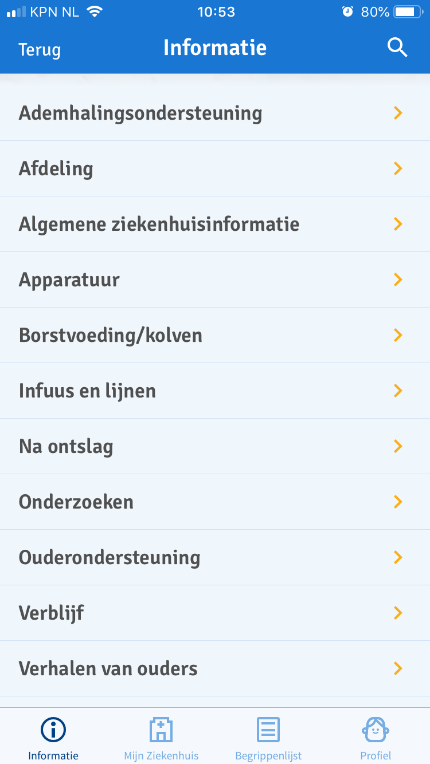 KPN NL 10:53 80%
Terug Informatie
Ademhalingsondersteuning
Afdeling
Algemene ziekenhuisinformatie
Apparatuur
Borstvoeding/kolven
Infuus en lijnen
Na ontslag
Onderzoeken
Ouderondersteuning
Verblijf
Verhalen van ouders
Informatie Mijn Ziekenhuis Begrippenlijst Profiel